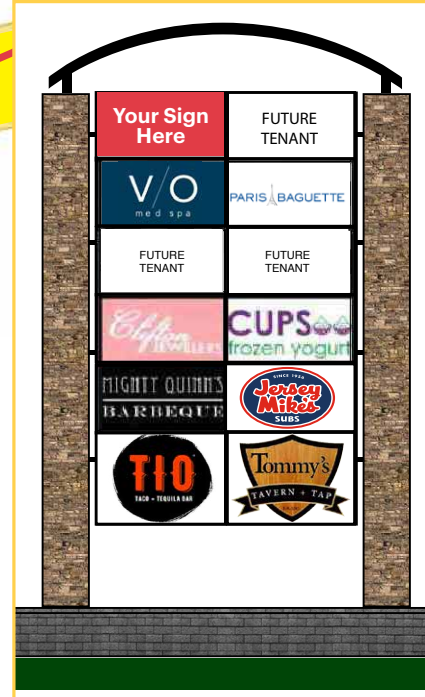 Your Sign
Here
FUTURE
TENANT
V/O
med spa
PARIS BAGUETTE
FUTURE
TENANT
FUTURE
TENANT
Clifton
JEWELERS
CUPS
frozen yogurt
MIGHTY QUINN'S
BARBEQUE
SINCE 1956
Jersey
Mike's
SUBS
TIO
TACO + TEQUILA BAR
Tommy's
TAVERN + TAP